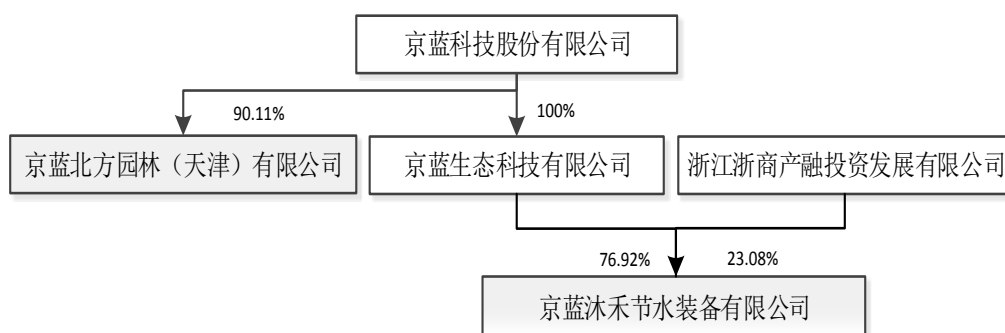 京蓝科技股份有限公司
90.11%
100%
京蓝北方园林（天津）有限公司
京蓝生态科技有限公司
浙江浙商产融投资发展有限公司
76.92%
23.08%
京蓝沐禾节水装备有限公司